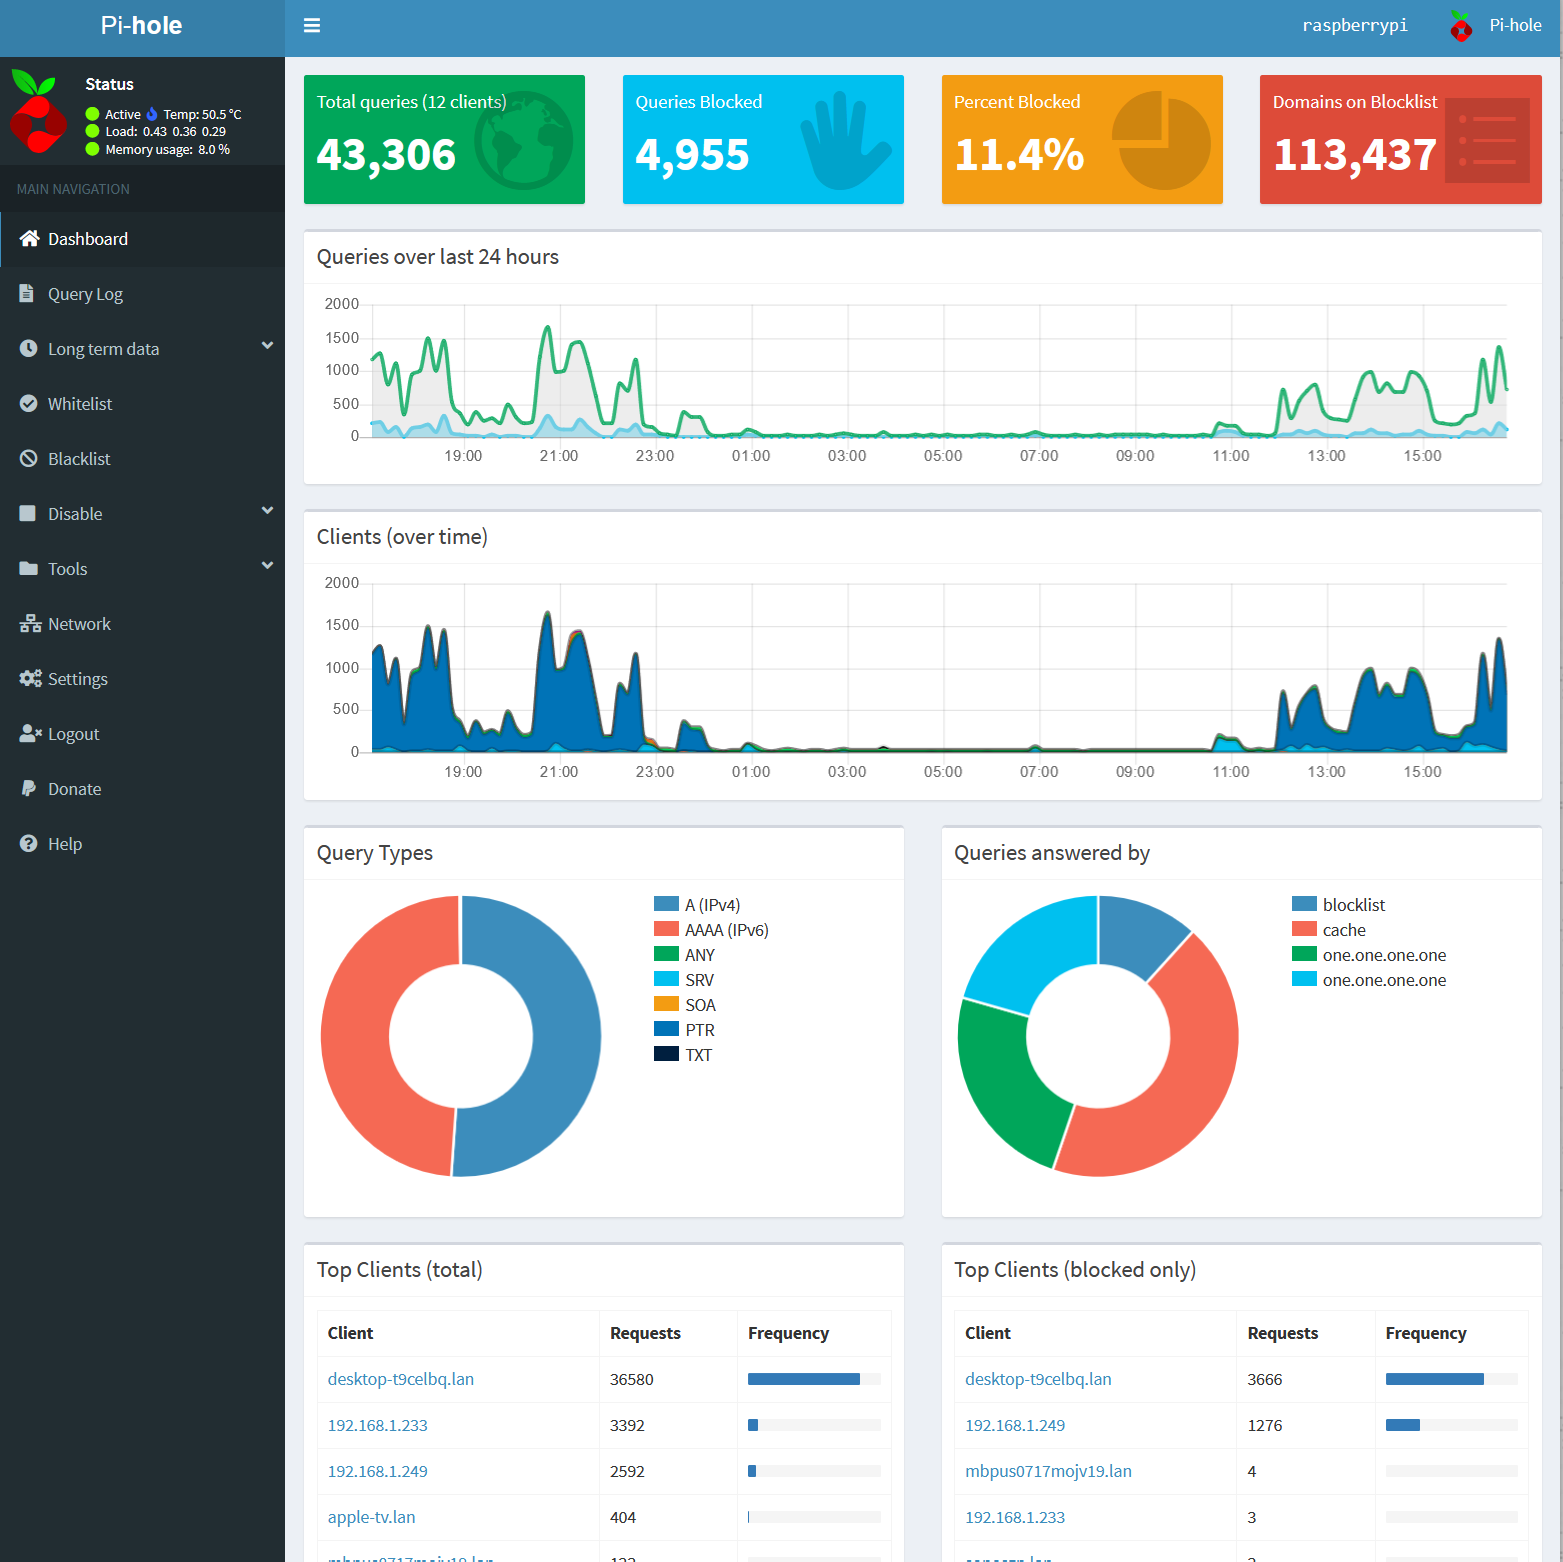 Pi-hole
raspberrypi
Pi-hole
Status
Active Temp: 50.5 °C
Load: 0.43 0.36 0.29
Memory usage: 8.0 %
MAIN NAVIGATION
Dashboard
Query Log
Long term data
Whitelist
Blacklist
Disable
Tools
Network
Settings
Logout
Donate
Help
Total queries (12 clients)
43,306
Queries Blocked
4,955
Percent Blocked
11.4%
Domains on Blocklist
113,437
Queries over last 24 hours
2000
1500
1000
500
0
19:00 21:00 23:00 01:00 03:00 05:00 07:00 09:00 11:00 13:00 15:00
Clients (over time)
2000
1500
1000
500
0
19:00 21:00 23:00 01:00 03:00 05:00 07:00 09:00 11:00 13:00 15:00
Query Types
A (IPv4)
AAAA (IPv6)
ANY
SRV
SOA
PTR
TXT
Queries answered by
blocklist
cache
one.one.one.one
one.one.one.one
Top Clients (total)
Client Requests Frequency
desktop-t9celbq.lan 36580
192.168.1.233 3392
192.168.1.249 2592
apple-tv.lan 404
Top Clients (blocked only)
Client Requests Frequency
desktop-t9celbq.lan 3666
192.168.1.249 1276
mbpus0717mojv19.lan 4
192.168.1.233 3